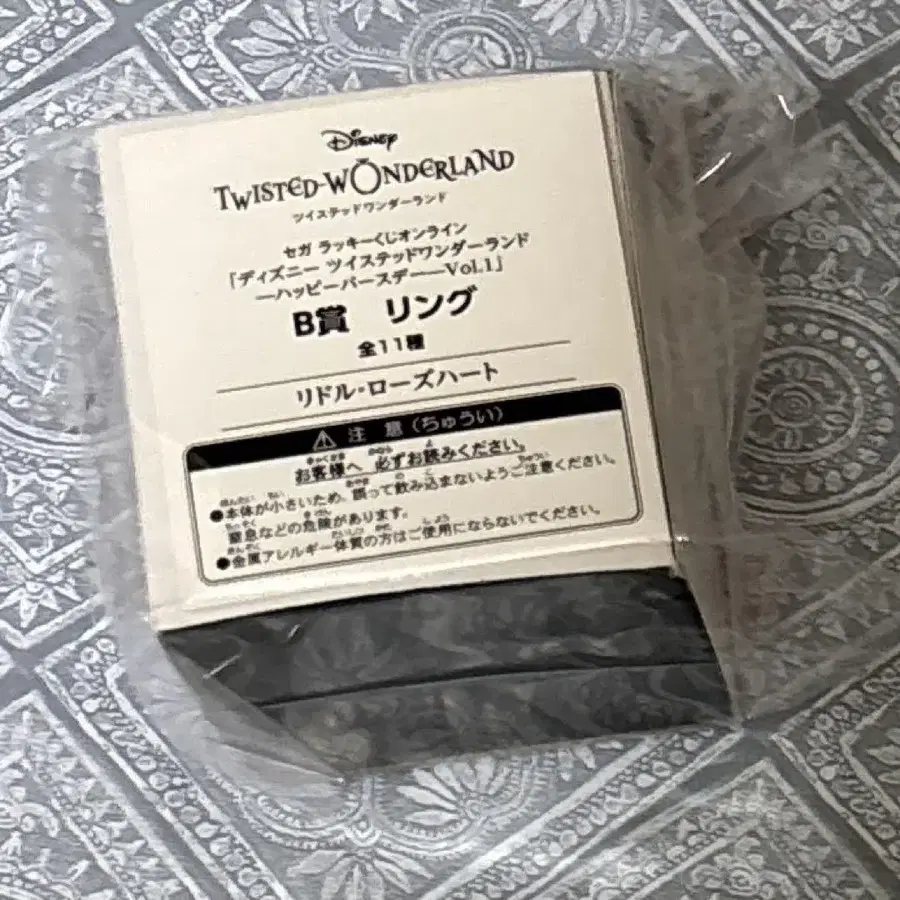 Disney
TWISTED-WONDERLAND
ツイステッドワンダーランド
セガ ラッキーくじオンライン
「ディズニー ツイステッドワンダーランド
―ハッピーバースデー―Vol.1」
B賞 リング
全11種
リドル・ローズハート
⚠ 注 意（ちゅうい）
お客様へ 必ずお読みください。
●本体が小さいため、誤って飲み込まないようご注意ください。
窒息などの危険があります。
●金属アレルギー体質の方はご使用にならないでください。